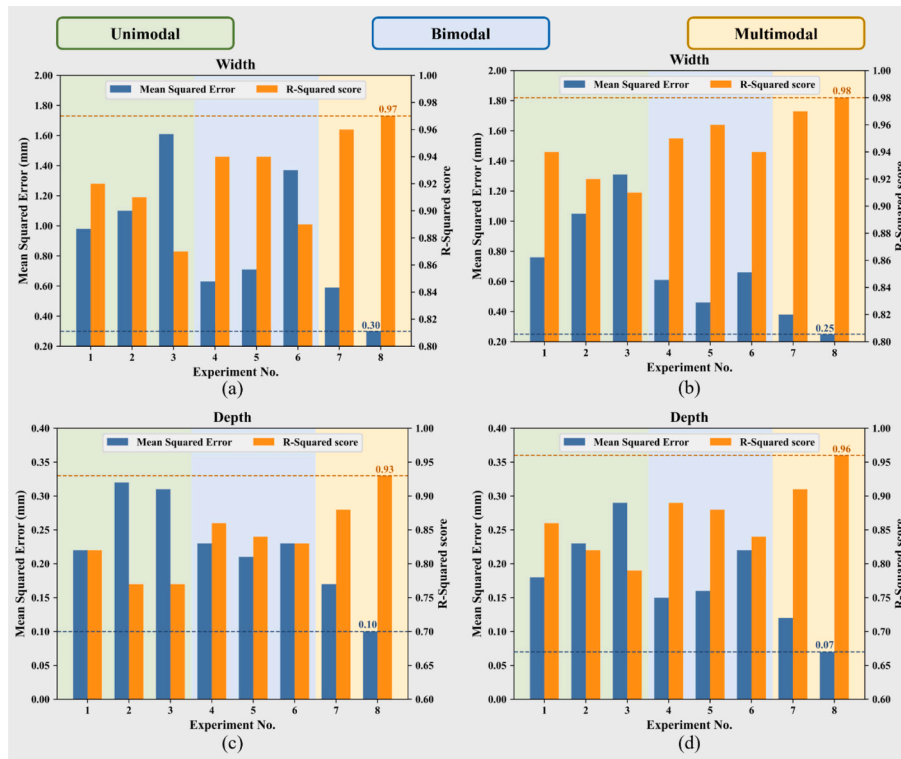 Unimodal Bimodal Multimodal
Width
Mean Squared Error R-Squared score
Mean Squared Error (mm)
2.00
1.80
1.60
1.40
1.20
1.00
0.80
0.60
0.40
0.20
1.00
0.98
0.96
0.94
0.92
0.90
0.88
0.86
0.84
0.82
0.80
R-Squared score
0.97
0.30
1 2 3 4 5 6 7 8
Experiment No.
(a)
Width
Mean Squared Error R-Squared score
Mean Squared Error (mm)
2.00
1.80
1.60
1.40
1.20
1.00
0.80
0.60
0.40
0.20
1.00
0.98
0.96
0.94
0.92
0.90
0.88
0.86
0.84
0.82
0.80
R-Squared score
0.98
0.25
1 2 3 4 5 6 7 8
Experiment No.
(b)
Depth
Mean Squared Error R-Squared score
Mean Squared Error (mm)
0.40
0.35
0.30
0.25
0.20
0.15
0.10
0.05
0.00
1.00
0.95
0.90
0.85
0.80
0.75
0.70
0.65
0.60
R-Squared score
0.93
0.10
1 2 3 4 5 6 7 8
Experiment No.
(c)
Depth
Mean Squared Error R-Squared score
Mean Squared Error (mm)
0.40
0.35
0.30
0.25
0.20
0.15
0.10
0.05
0.00
1.00
0.95
0.90
0.85
0.80
0.75
0.70
0.65
0.60
R-Squared score
0.96
0.07
1 2 3 4 5 6 7 8
Experiment No.
(d)